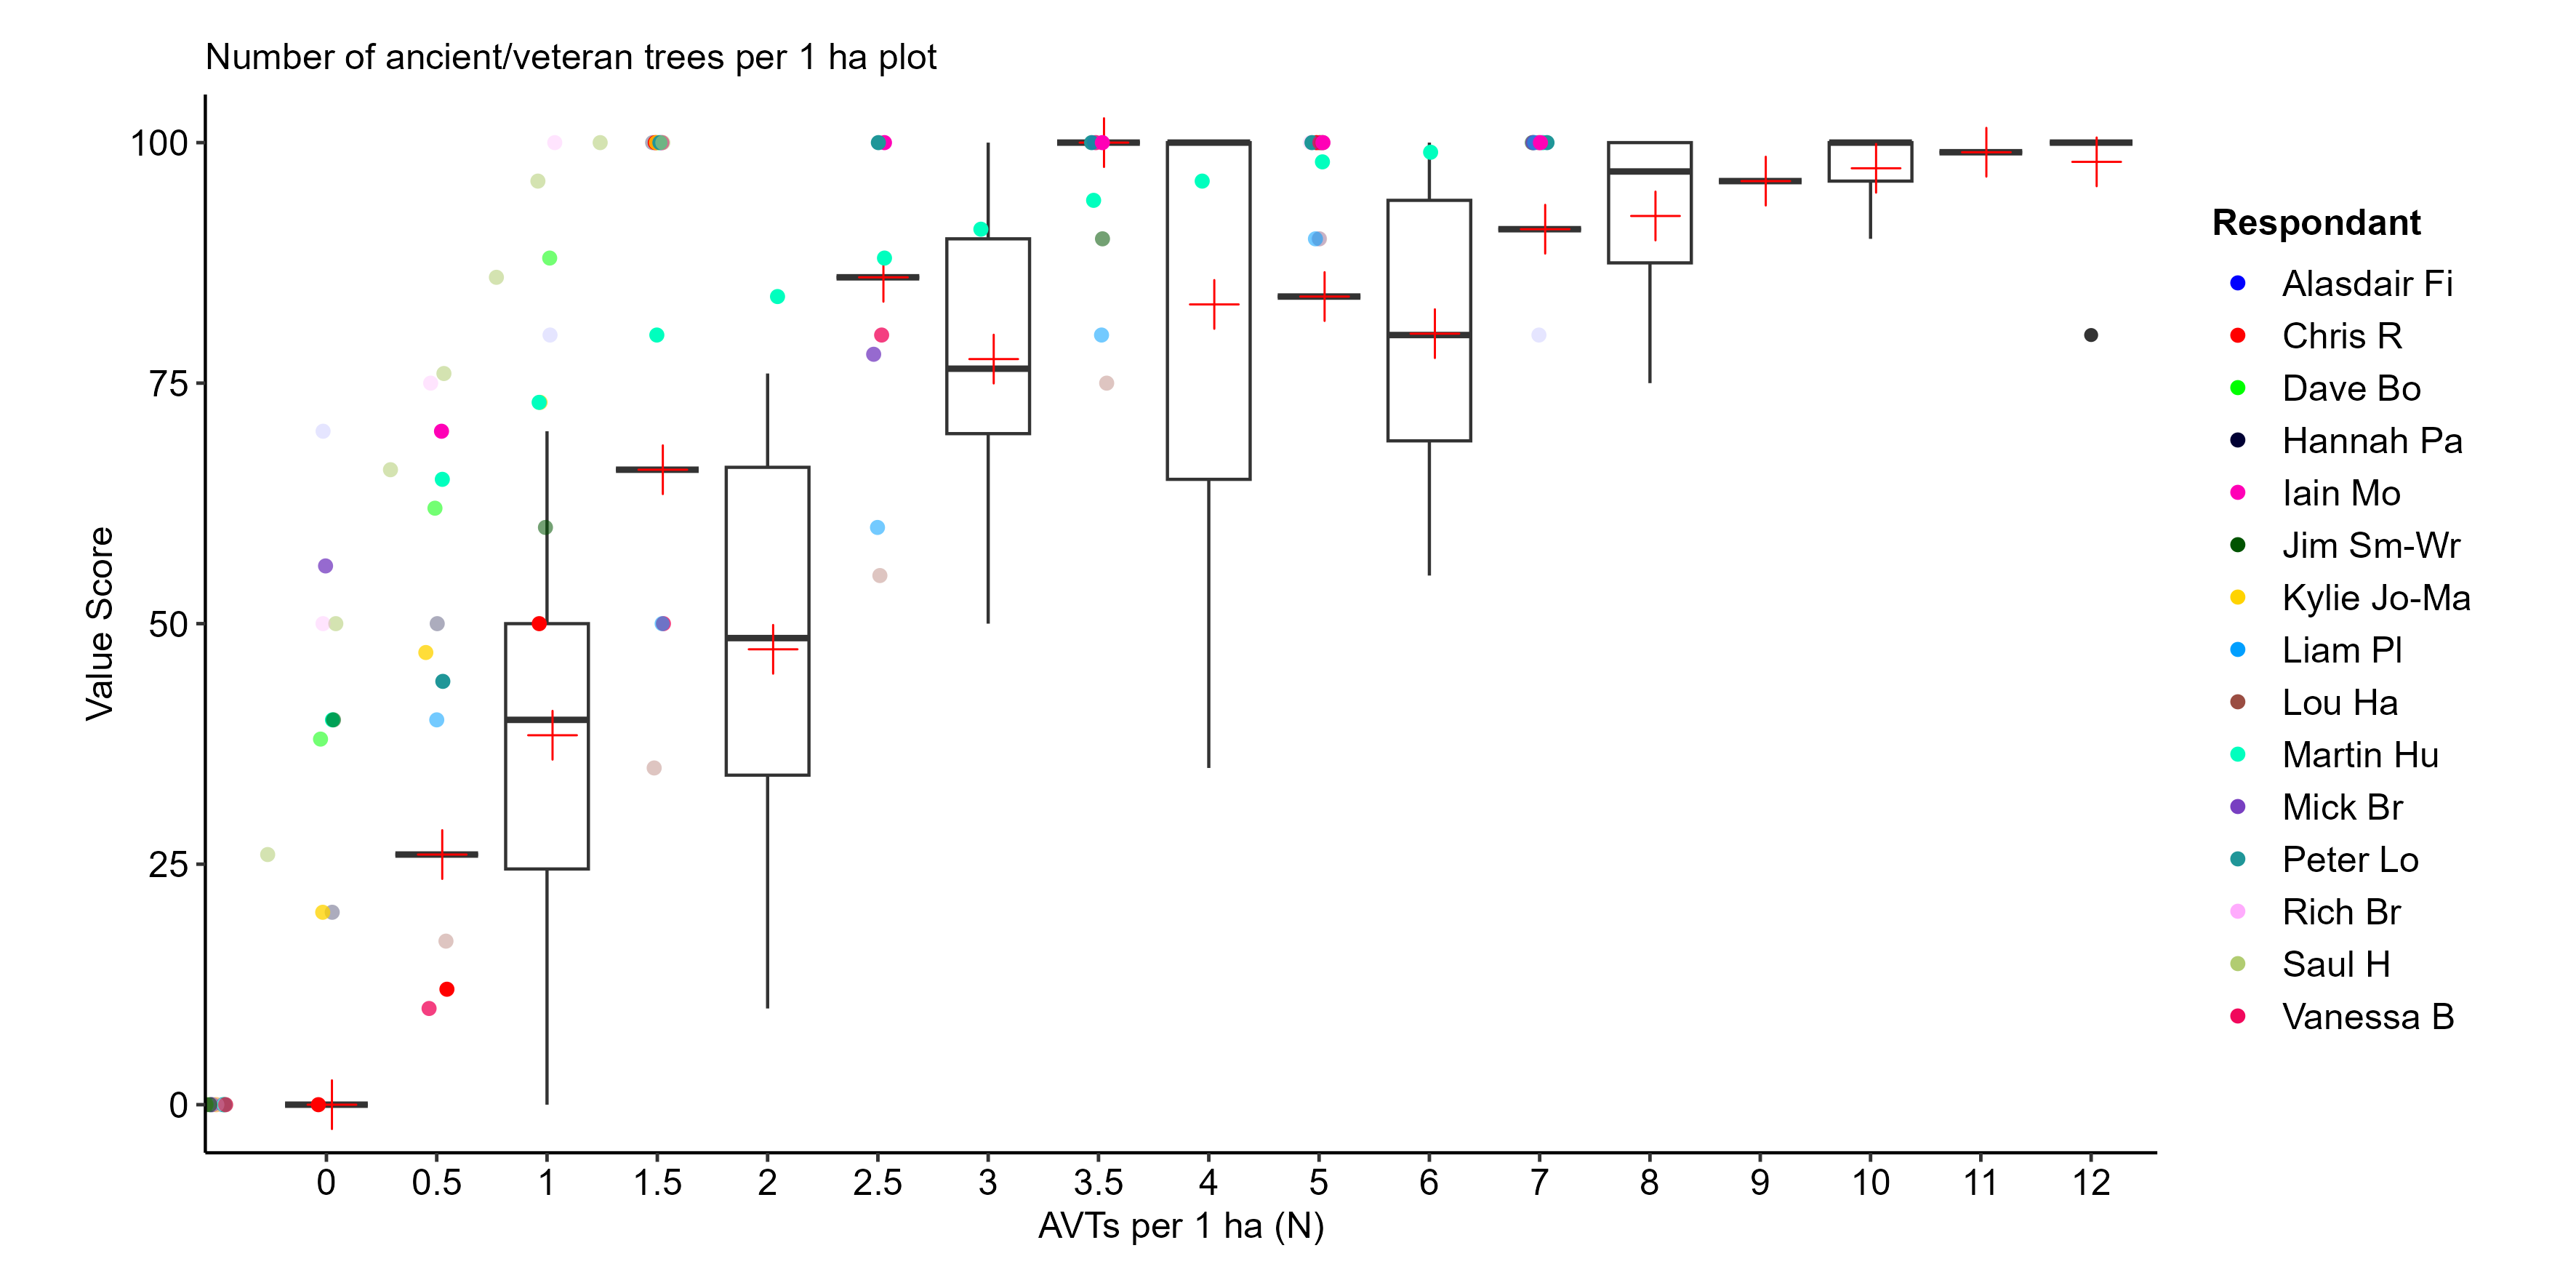 Number of ancient/veteran trees per 1 ha plot
100
75
50
25
0
Value Score
0 0.5 1 1.5 2 2.5 3 3.5 4 5 6 7 8 9 10 11 12
AVTs per 1 ha (N)
Respondant
Alasdair Fi
Chris R
Dave Bo
Hannah Pa
Iain Mo
Jim Sm-Wr
Kylie Jo-Ma
Liam Pl
Lou Ha
Martin Hu
Mick Br
Peter Lo
Rich Br
Saul H
Vanessa B